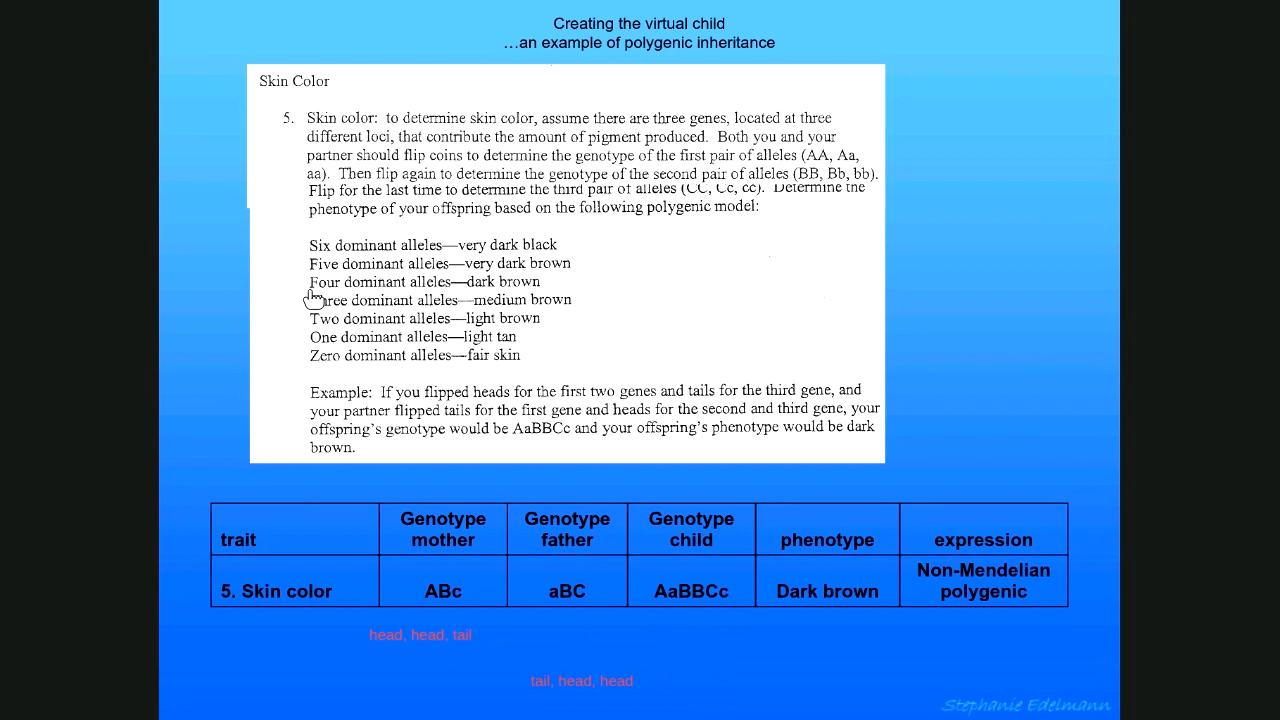 Creating the virtual child
…an example of polygenic inheritance
Skin Color
5. Skin color: to determine skin color, assume there are three genes, located at three
different loci, that contribute the amount of pigment produced. Both you and your
partner should flip coins to determine the genotype of the first pair of alleles (AA, Aa,
aa). Then flip again to determine the genotype of the second pair of alleles (BB, Bb, bb).
Flip for the last time to determine the third pair of alleles (CC, Cc, cc). Determine the
phenotype of your offspring based on the following polygenic model:
Six dominant alleles—very dark black
Five dominant alleles—very dark brown
Four dominant alleles—dark brown
Three dominant alleles—medium brown
Two dominant alleles—light brown
One dominant alleles—light tan
Zero dominant alleles—fair skin
Example: If you flipped heads for the first two genes and tails for the third gene, and
your partner flipped tails for the first gene and heads for the second and third gene, your
offspring's genotype would be AaBBCc and your offspring's phenotype would be dark
brown.
trait Genotype mother Genotype father Genotype child phenotype expression
5. Skin color ABc aBC AaBBCc Dark brown Non-Mendelian polygenic
head, head, tail
tail, head, head
Stephanie Edelmann